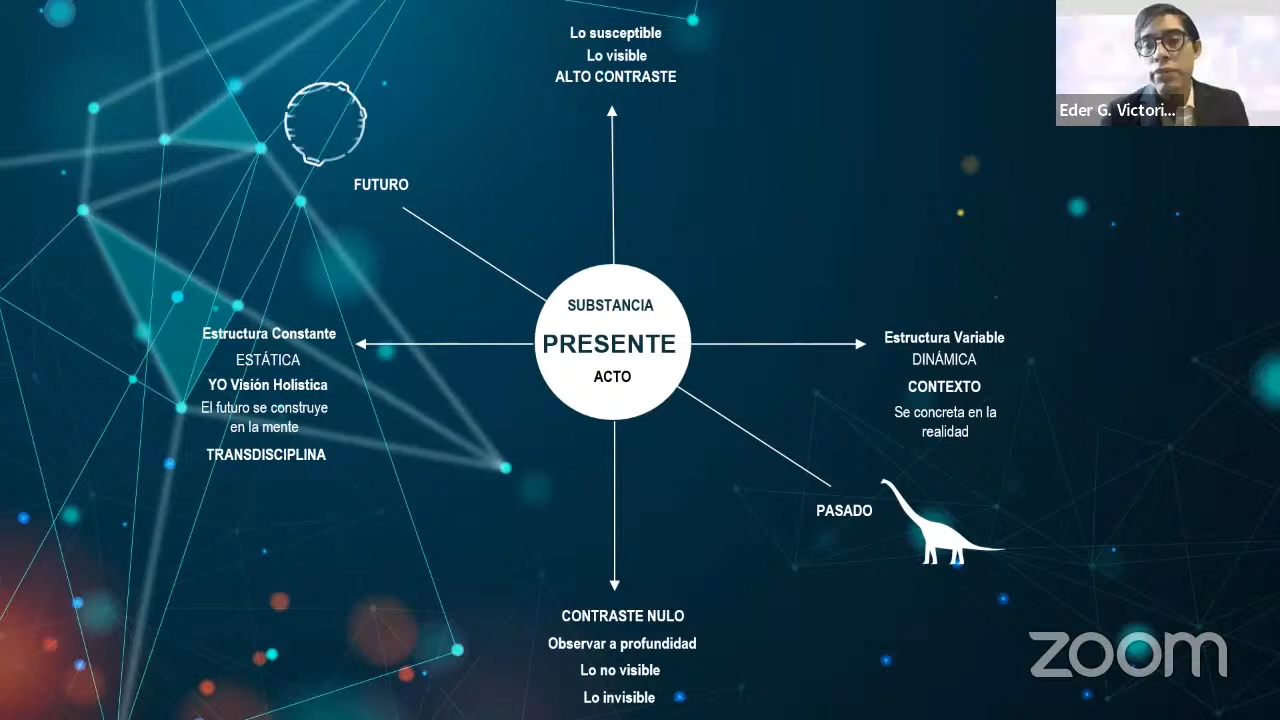 Lo susceptible
Lo visible
ALTO CONTRASTE
Eder G. Victori...
FUTURO
SUBSTANCIA
PRESENTE
ACTO
Estructura Constante
ESTÁTICA
YO Visión Holistica
El futuro se construye
en la mente
TRANSDISCIPLINA
Estructura Variable
DINÁMICA
CONTEXTO
Se concreta en la
realidad
PASADO
CONTRASTE NULO
Observar a profundidad
Lo no visible
Lo invisible
zoom